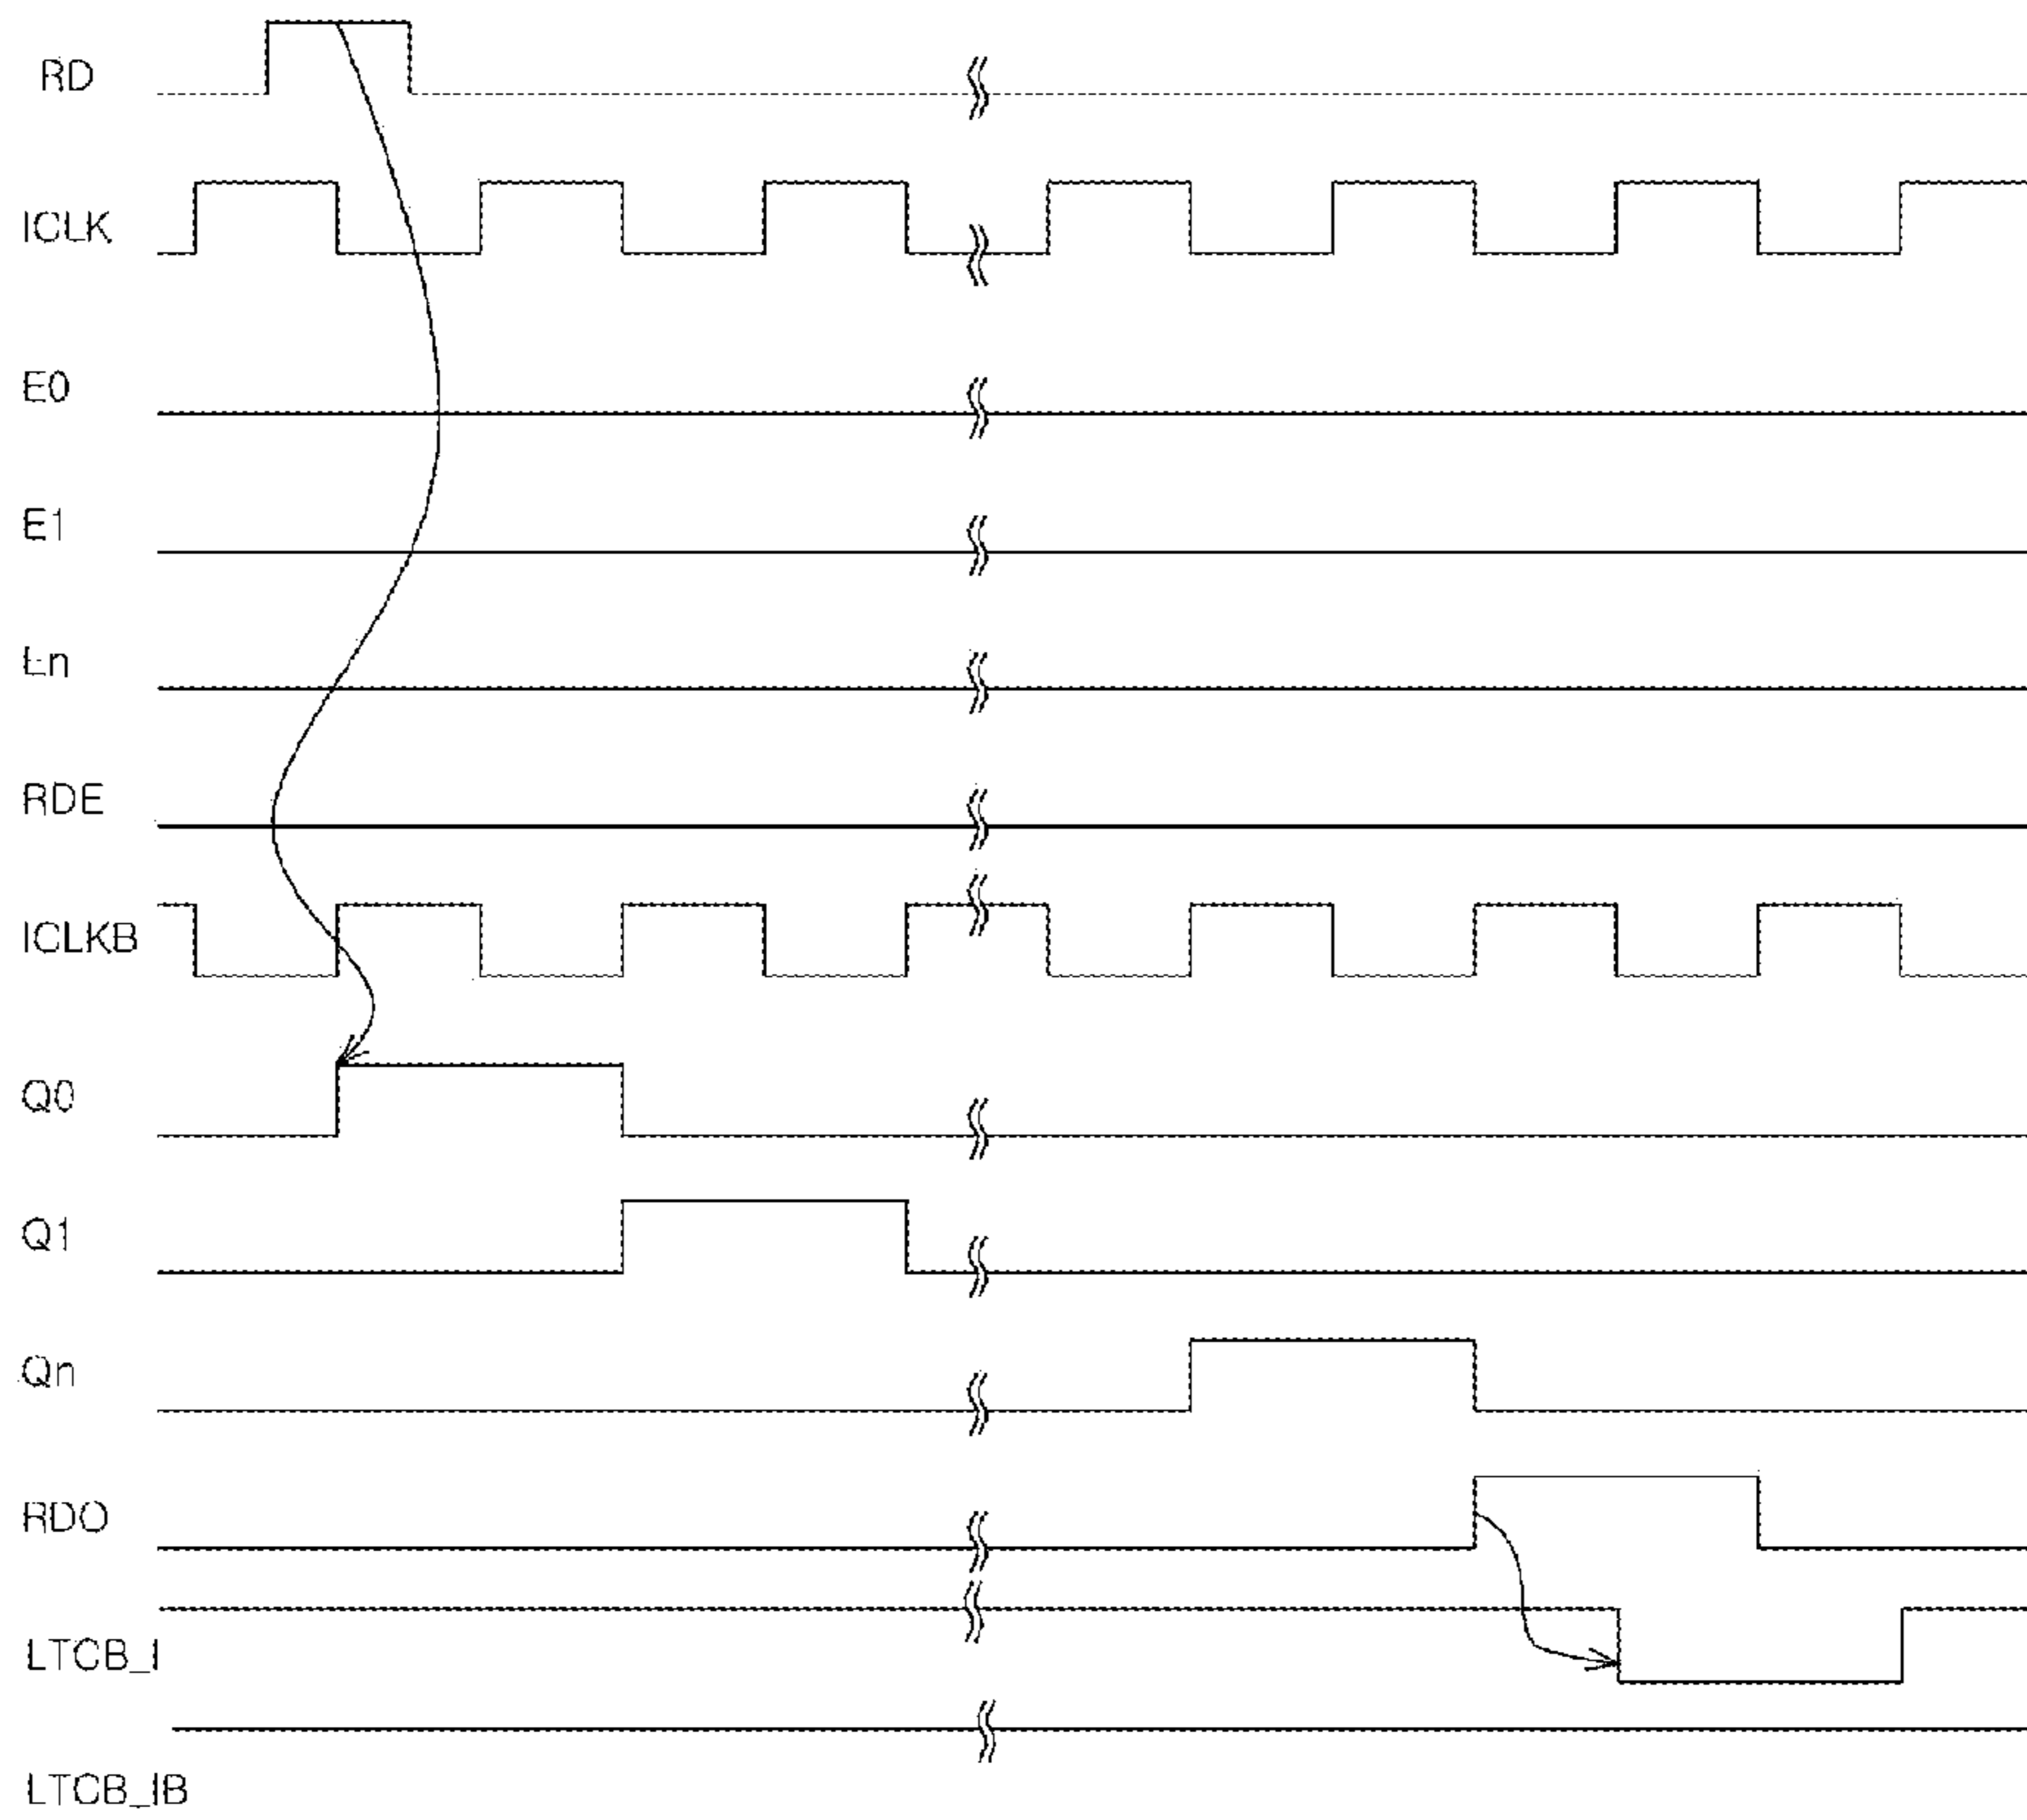 RD
ICLK
E0
E1
En
RDE
ICLKB
Q0
Q1
Qn
RDO
LTCB_I
LTCB_IB